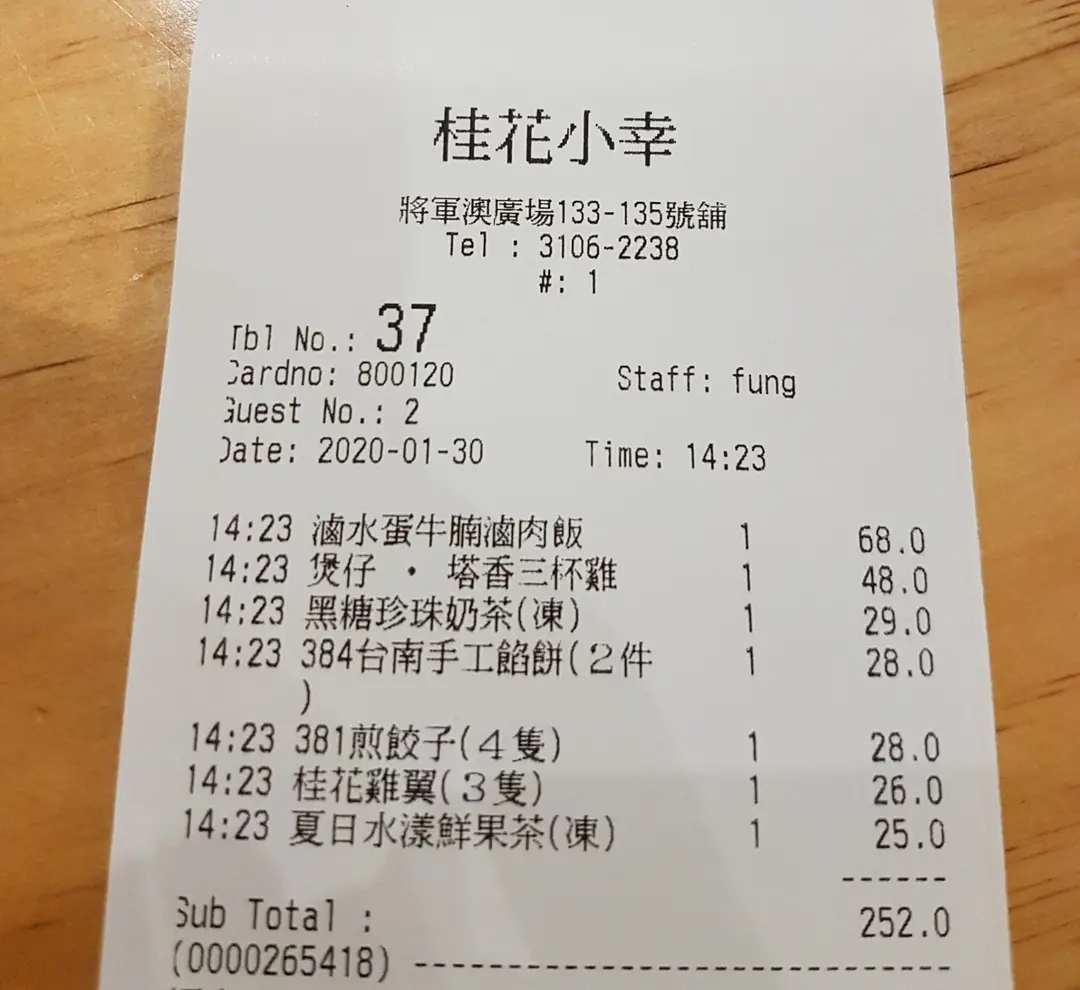 桂花小幸
將軍澳廣場133-135號舖
Tel : 3106-2238
#: 1
Tbl No.: 37
Cardno: 800120 Staff: fung
Guest No.: 2
Date: 2020-01-30 Time: 14:23
14:23 滷水蛋牛腩滷肉飯 1 68.0
14:23 煲仔 · 塔香三杯雞 1 48.0
14:23 黑糖珍珠奶茶(凍) 1 29.0
14:23 384台南手工餡餅(2件 1 28.0
)
14:23 381煎餃子(4隻) 1 28.0
14:23 桂花雞翼(3隻) 1 26.0
14:23 夏日水漾鮮果茶(凍) 1 25.0
------
Sub Total : 252.0
(0000265418) ----------------------------